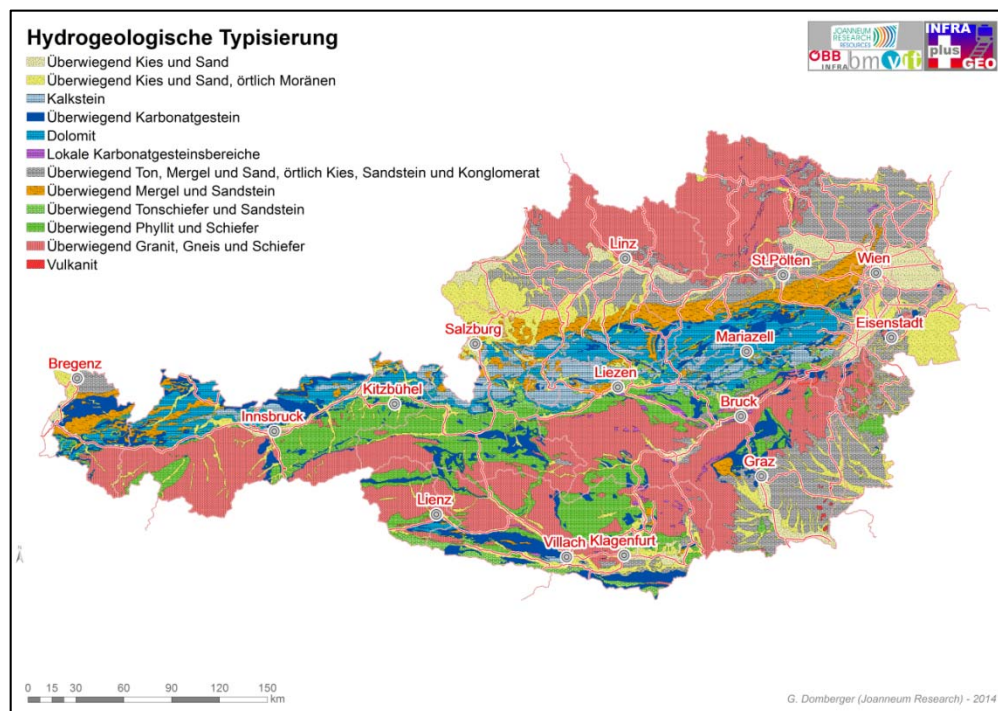 Hydrogeologische Typisierung
Überwiegend Kies und Sand
Überwiegend Kies und Sand, örtlich Moränen
Kalkstein
Überwiegend Karbonatgestein
Dolomit
Lokale Karbonatgesteinsbereiche
Überwiegend Ton, Mergel und Sand, örtlich Kies, Sandstein und Konglomerat
Überwiegend Mergel und Sandstein
Überwiegend Tonschiefer und Sandstein
Überwiegend Phyllit und Schiefer
Überwiegend Granit, Gneis und Schiefer
Vulkanit
JOANNEUM
RESEARCH
RESOURCES
ÖBB
INFRA
bmvit
INFRA
plus
GEO
Linz
St.Pölten
Wien
Salzburg
Eisenstadt
Mariazell
Bregenz
Kitzbühel
Liezen
Innsbruck
Bruck
Graz
Lienz
Villach
Klagenfurt
N
0 15 30 60 90 120 150
km
G. Domberger (Joanneum Research) - 2014